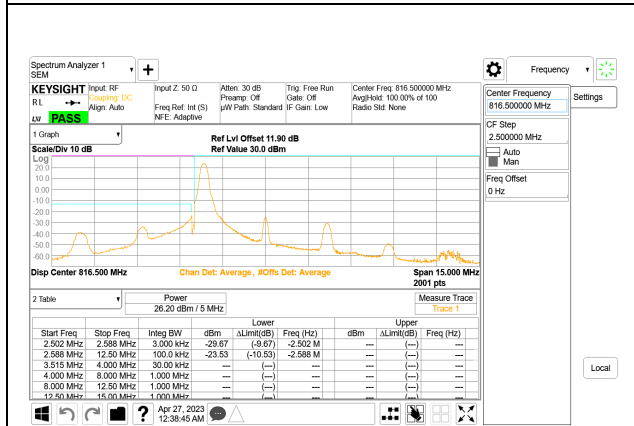 Spectrum Analyzer 1
SEM
Frequency
KEYSIGHT
RL
LXI PASS
Input: RF
Coupling: DC
Align: Auto
Input Z: 50 Ω
Freq Ref: Int (S)
NFE: Adaptive
Atten: 30 dB
Preamp: Off
µW Path: Standard
Trig: Free Run
Gate: Off
IF Gain: Low
Center Freq: 816.500000 MHz
Avg|Hold: 100.00% of 100
Radio Std: None
Center Frequency
816.500000 MHz
Settings
CF Step
2.500000 MHz
Auto
Man
Freq Offset
0 Hz
Local
1 Graph
Scale/Div 10 dB
Ref Lvl Offset 11.90 dB
Ref Value 30.0 dBm
Log
20.0
10.0
0.00
-10.0
-20.0
-30.0
-40.0
-50.0
-60.0
Disp Center 816.500 MHz
Chan Det: Average, #Offs Det: Average
Span 15.000 MHz
2001 pts
2 Table
Power
26.20 dBm / 5 MHz
Measure Trace
Trace 1
Lower Upper
Start Freq Stop Freq Integ BW dBm ΔLimit(dB) Freq (Hz) dBm ΔLimit(dB) Freq (Hz)
2.502 MHz 2.588 MHz 3.000 kHz -29.67 (-9.67) -2.502 M --- (---) ---
2.588 MHz 12.50 MHz 100.0 kHz -23.53 (-10.53) -2.588 M --- (---) ---
3.515 MHz 4.000 MHz 30.00 kHz --- (---) --- --- (---) ---
4.000 MHz 8.000 MHz 1.000 MHz --- (---) --- --- (---) ---
8.000 MHz 12.50 MHz 1.000 MHz --- (---) --- --- (---) ---
12.50 MHz 15.00 MHz 1.000 MHz --- (---) --- --- (---) ---
Apr 27, 2023
12:38:45 AM